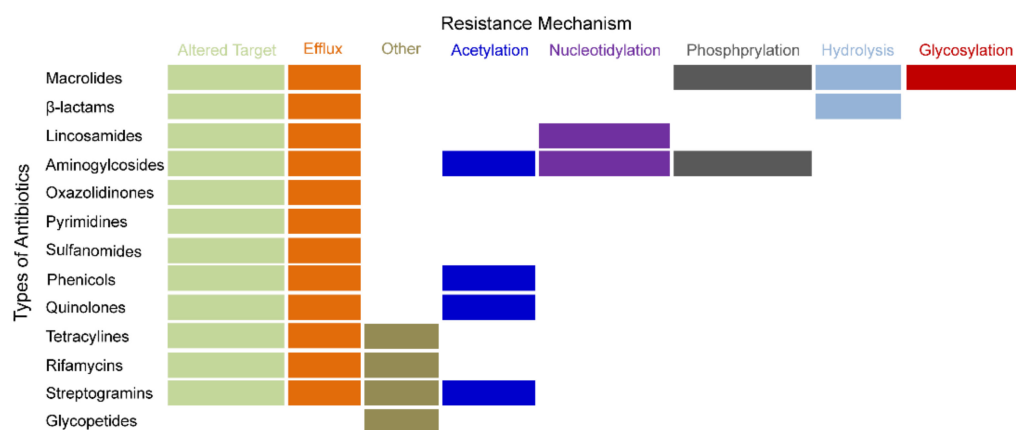 Resistance Mechanism
Altered Target Efflux Other Acetylation Nucleotidylation Phosphprylation Hydrolysis Glycosylation
Types of Antibiotics
Macrolides
β-lactams
Lincosamides
Aminogylcosides
Oxazolidinones
Pyrimidines
Sulfanomides
Phenicols
Quinolones
Tetracylines
Rifamycins
Streptogramins
Glycopetides